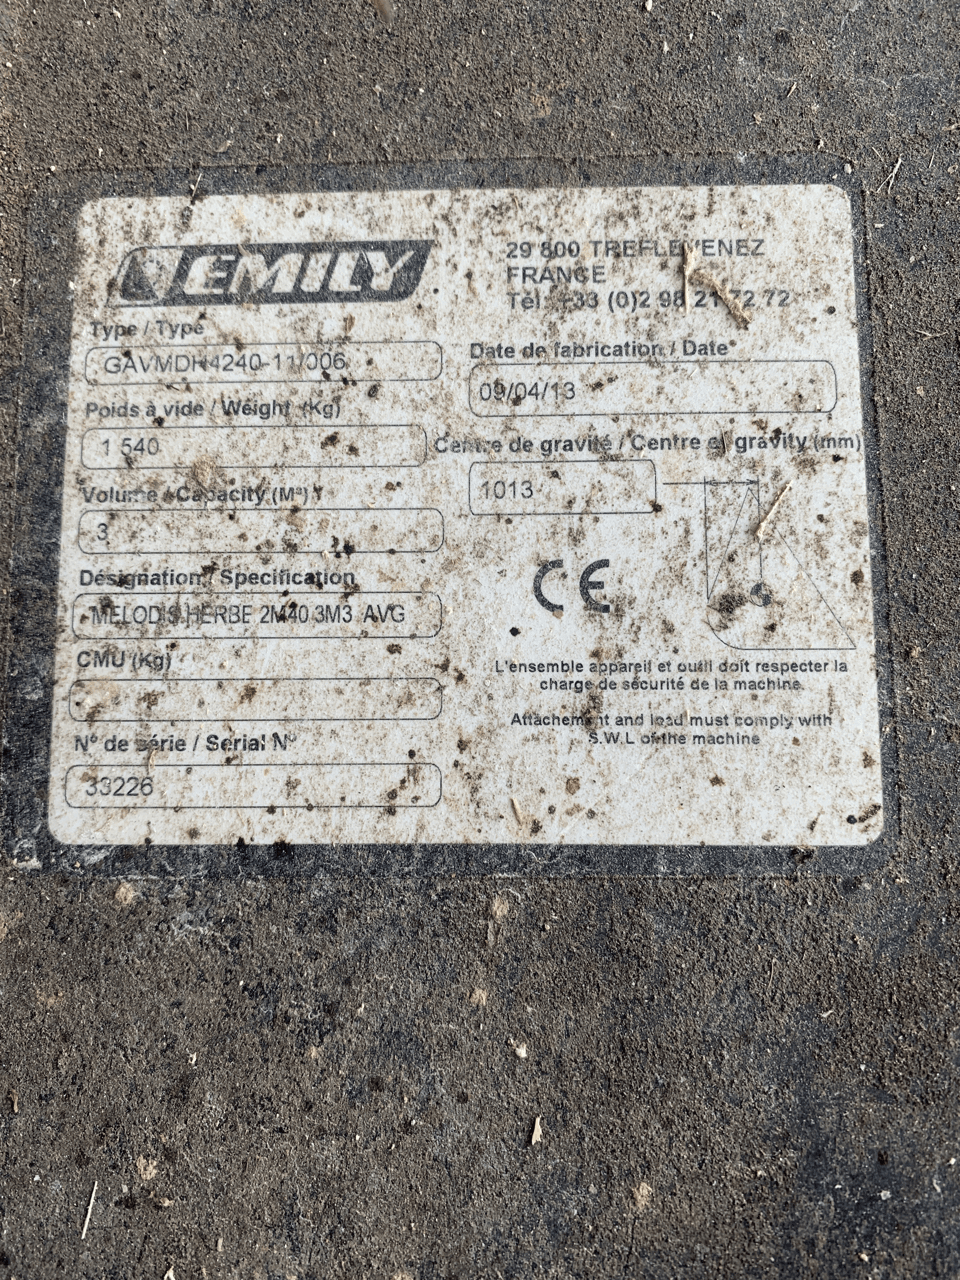 EMILY
29 800 TREFLEVENEZ
FRANCE
Tél: +33 (0)2 98 21 72 72
Type / Type
GAVMDH4240-11/006
Poids à vide / Weight (Kg)
1 540
Volume / Capacity (M³)
3
Désignation / Specification
MELODIS HERBE 2M40 3M3 AVG
CMU (Kg)
N° de série / Serial N°
33226
Date de fabrication / Date
09/04/13
Centre de gravité / Centre of gravity (mm)
1013
CE
L'ensemble appareil et outil doit respecter la
charge de sécurité de la machine.
Attachement and load must comply with
S.W.L of the machine